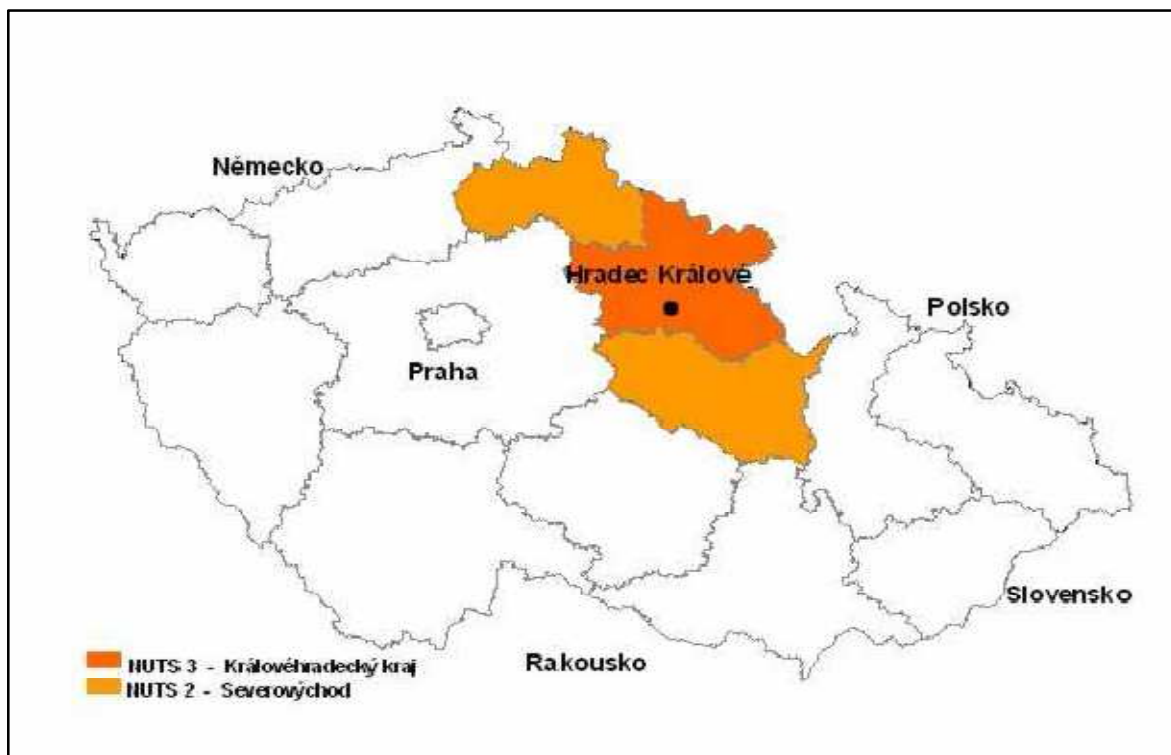 Německo
Hradec Králové
Polsko
Praha
Slovensko
Rakousko
NUTS 3 - Královéhradecký kraj
NUTS 2 - Severovýchod